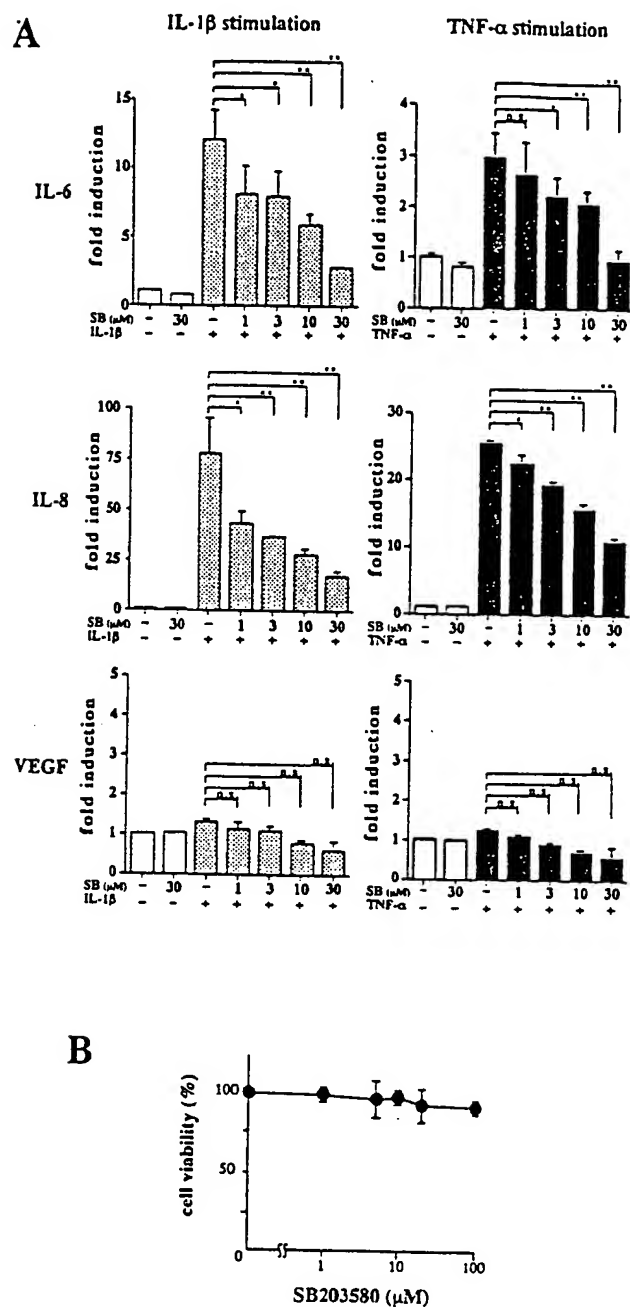 A
IL-1β stimulation
TNF-α stimulation
IL-6
fold induction
15
10
5
0
* * ** **
SB (μM) – 30 – 1 3 10 30
IL-1β – – + + + + +
fold induction
4
3
2
1
0
n.s * ** **
SB (μM) – 30 – 1 3 10 30
TNF-α – – + + + + +
IL-8
fold induction
100
75
50
25
0
* ** ** **
SB (μM) – 30 – 1 3 10 30
IL-1β – – + + + + +
fold induction
30
20
10
0
* ** ** **
SB (μM) – 30 – 1 3 10 30
TNF-α – – + + + + +
VEGF
fold induction
5
4
3
2
1
0
n.s n.s n.s n.s
SB (μM) – 30 – 1 3 10 30
IL-1β – – + + + + +
fold induction
5
4
3
2
1
0
n.s n.s n.s n.s
SB (μM) – 30 – 1 3 10 30
TNF-α – – + + + + +
B
cell viability (%)
100
50
0
1 10 100
SB203580 (μM)